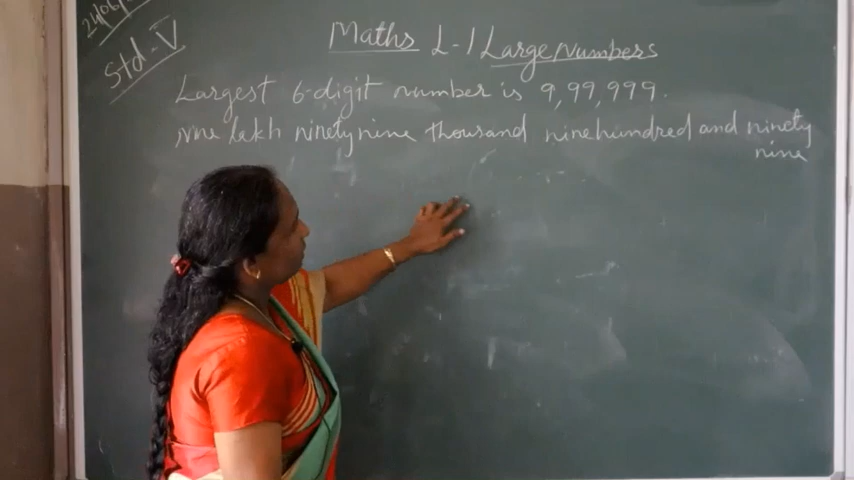 Std-V
Maths L-1 Large Numbers
Largest 6-digit number is 9,99,999.
nine lakh ninety nine thousand nine hundred and ninety
nine